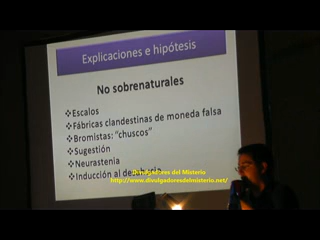 Explicaciones e hipótesis
No sobrenaturales
❖Escalos
❖Fábricas clandestinas de moneda falsa
❖Bromistas: "chuscos"
❖Sugestión
❖Neurastenia
❖Inducción al
Divulgadores del Misterio
http://www.divulgadoresdelmisterio.net/